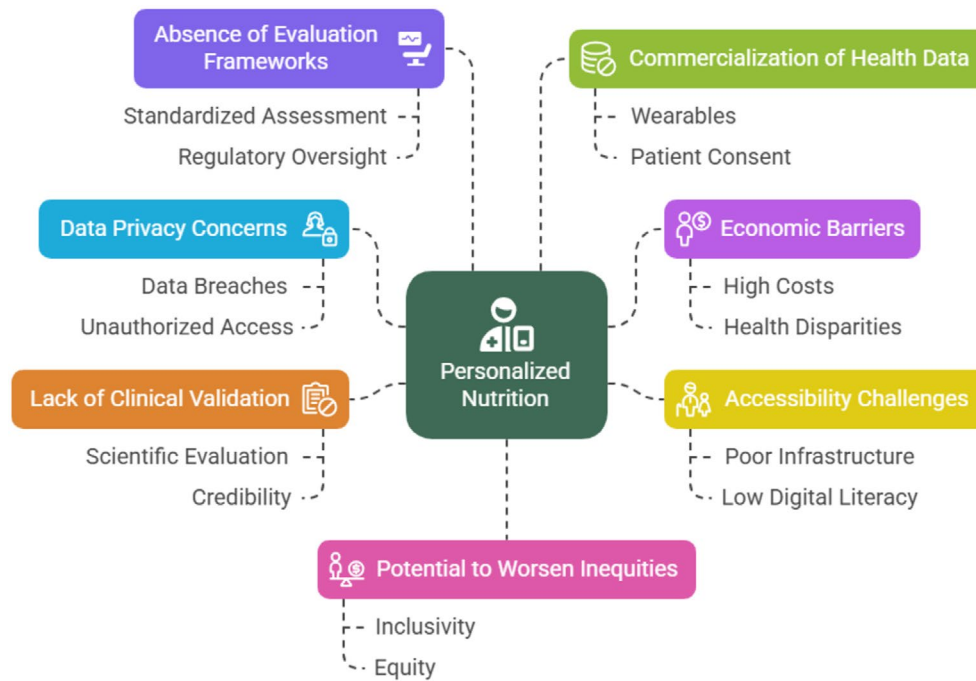 Absence of Evaluation
Frameworks
Standardized Assessment
Regulatory Oversight
Commercialization of Health Data
Wearables
Patient Consent
Data Privacy Concerns
Data Breaches
Unauthorized Access
Economic Barriers
High Costs
Health Disparities
Personalized
Nutrition
Lack of Clinical Validation
Scientific Evaluation
Credibility
Accessibility Challenges
Poor Infrastructure
Low Digital Literacy
Potential to Worsen Inequities
Inclusivity
Equity